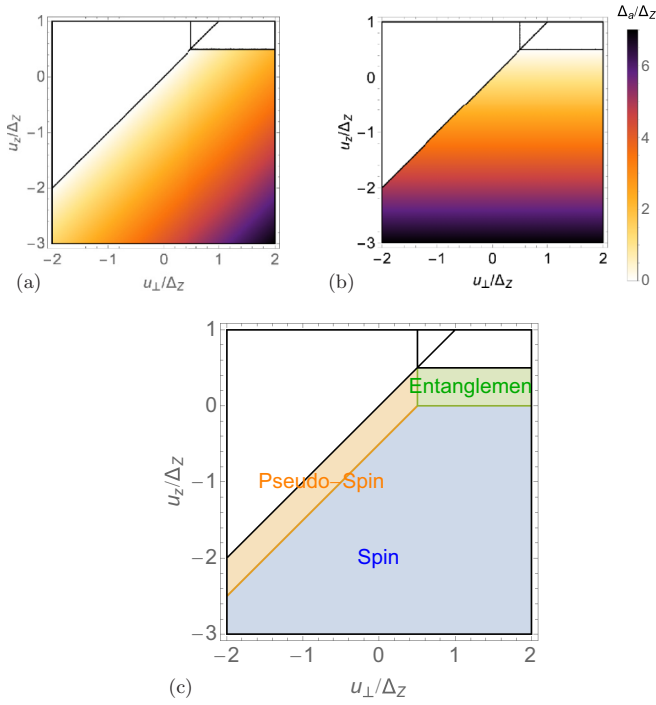 Δ_a/Δ_Z
1
0
−1
−2
−3
u_z/Δ_Z
−2
−1
0
1
2
u_⊥/Δ_Z
(a)
1
0
−1
−2
−3
u_z/Δ_Z
−2
−1
0
1
2
u_⊥/Δ_Z
(b)
6
4
2
0
1
0
−1
−2
−3
u_z/Δ_Z
Entanglemen
Pseudo−Spin
Spin
−2
−1
0
1
2
u_⊥/Δ_Z
(c)